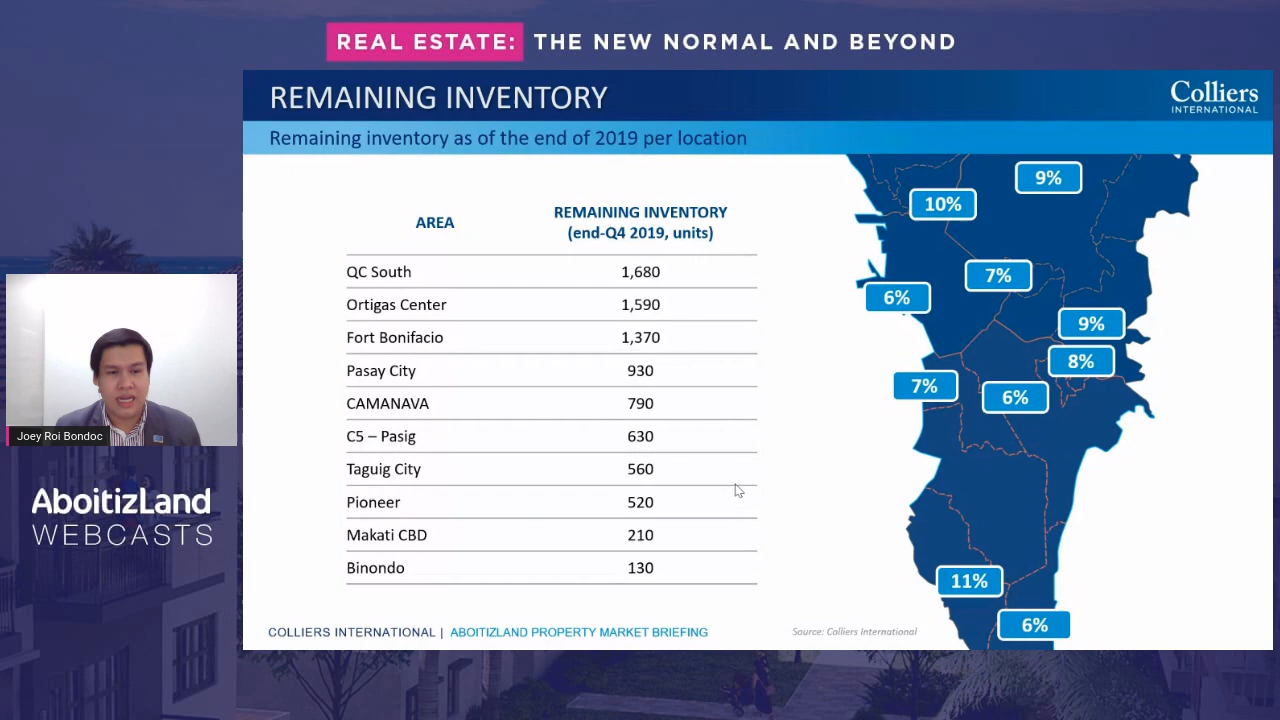 REAL ESTATE: THE NEW NORMAL AND BEYOND
REMAINING INVENTORY
Colliers
INTERNATIONAL
Remaining inventory as of the end of 2019 per location
AREA
REMAINING INVENTORY
(end-Q4 2019, units)
QC South 1,680
Ortigas Center 1,590
Fort Bonifacio 1,370
Pasay City 930
CAMANAVA 790
C5 – Pasig 630
Taguig City 560
Pioneer 520
Makati CBD 210
Binondo 130
9%
10%
7%
6%
9%
8%
7%
6%
11%
6%
COLLIERS INTERNATIONAL | ABOITIZLAND PROPERTY MARKET BRIEFING
Source: Colliers International
Joey Roi Bondoc
AboitizLand
WEBCASTS